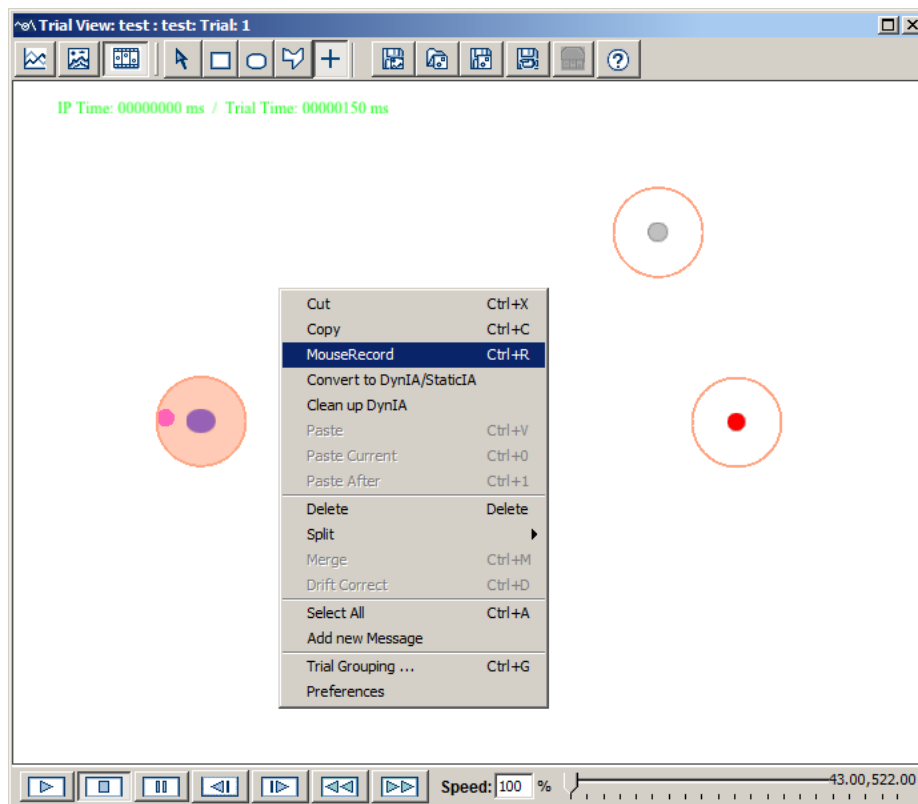 Trial View: test : test: Trial: 1
IP Time: 00000000 ms / Trial Time: 00000150 ms
Cut Ctrl+X
Copy Ctrl+C
MouseRecord Ctrl+R
Convert to DynIA/StaticIA
Clean up DynIA
Paste Ctrl+V
Paste Current Ctrl+0
Paste After Ctrl+1
Delete Delete
Split
Merge Ctrl+M
Drift Correct Ctrl+D
Select All Ctrl+A
Add new Message
Trial Grouping ... Ctrl+G
Preferences
Speed: 100 % 43.00,522.00